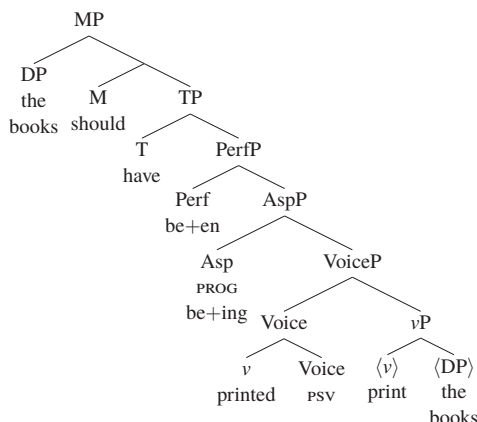 MP
DP
the
books
M
should
TP
T
have
PerfP
Perf
be+en
AspP
Asp
PROG
be+ing
VoiceP
Voice
vP
v
printed
Voice
PSV
⟨v⟩
print
⟨DP⟩
the
books